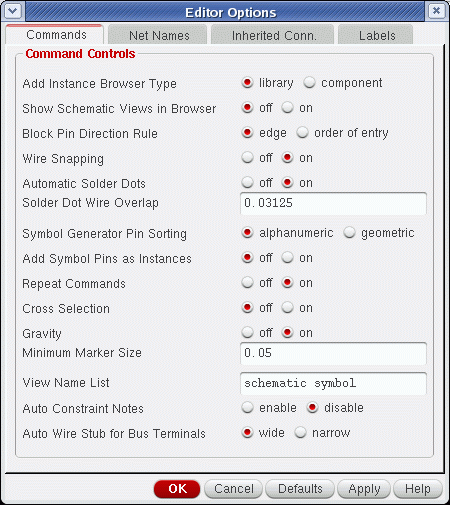 Editor Options
Commands Net Names Inherited Conn. Labels
Command Controls
Add Instance Browser Type library component
Show Schematic Views in Browser off on
Block Pin Direction Rule edge order of entry
Wire Snapping off on
Automatic Solder Dots off on
Solder Dot Wire Overlap 0.03125
Symbol Generator Pin Sorting alphanumeric geometric
Add Symbol Pins as Instances off on
Repeat Commands off on
Cross Selection off on
Gravity off on
Minimum Marker Size 0.05
View Name List schematic symbol
Auto Constraint Notes enable disable
Auto Wire Stub for Bus Terminals wide narrow
OK Cancel Defaults Apply Help